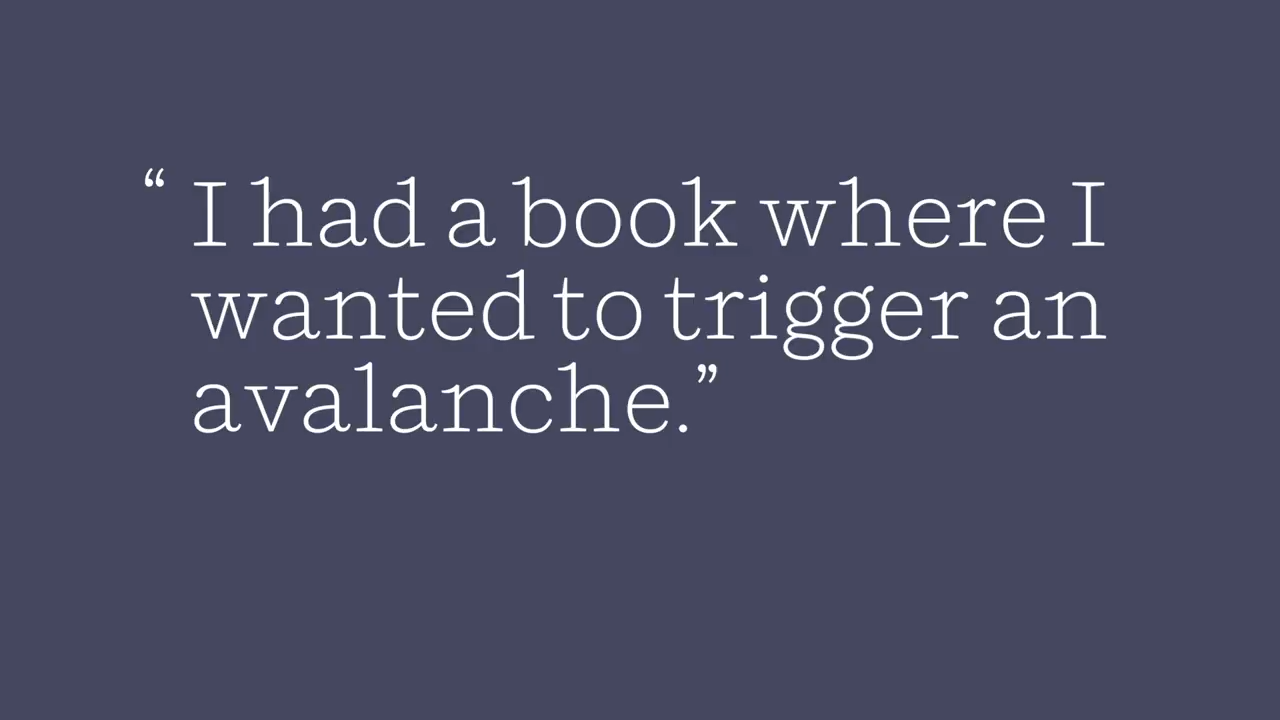 “I had a book where I
wanted to trigger an
avalanche.”